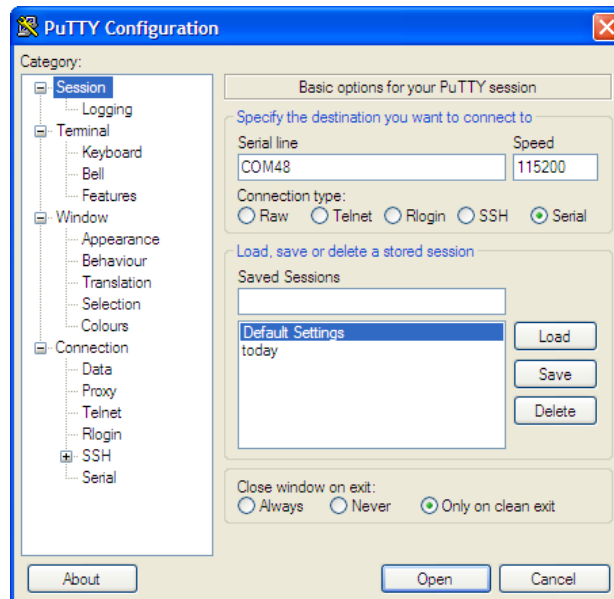 PuTTY Configuration
Category:
Session
Logging
Terminal
Keyboard
Bell
Features
Window
Appearance
Behaviour
Translation
Selection
Colours
Connection
Data
Proxy
Telnet
Rlogin
SSH
Serial
Basic options for your PuTTY session
Specify the destination you want to connect to
Serial line Speed
COM48 115200
Connection type:
Raw Telnet Rlogin SSH Serial
Load, save or delete a stored session
Saved Sessions
Default Settings
today
Load
Save
Delete
Close window on exit:
Always Never Only on clean exit
About Open Cancel